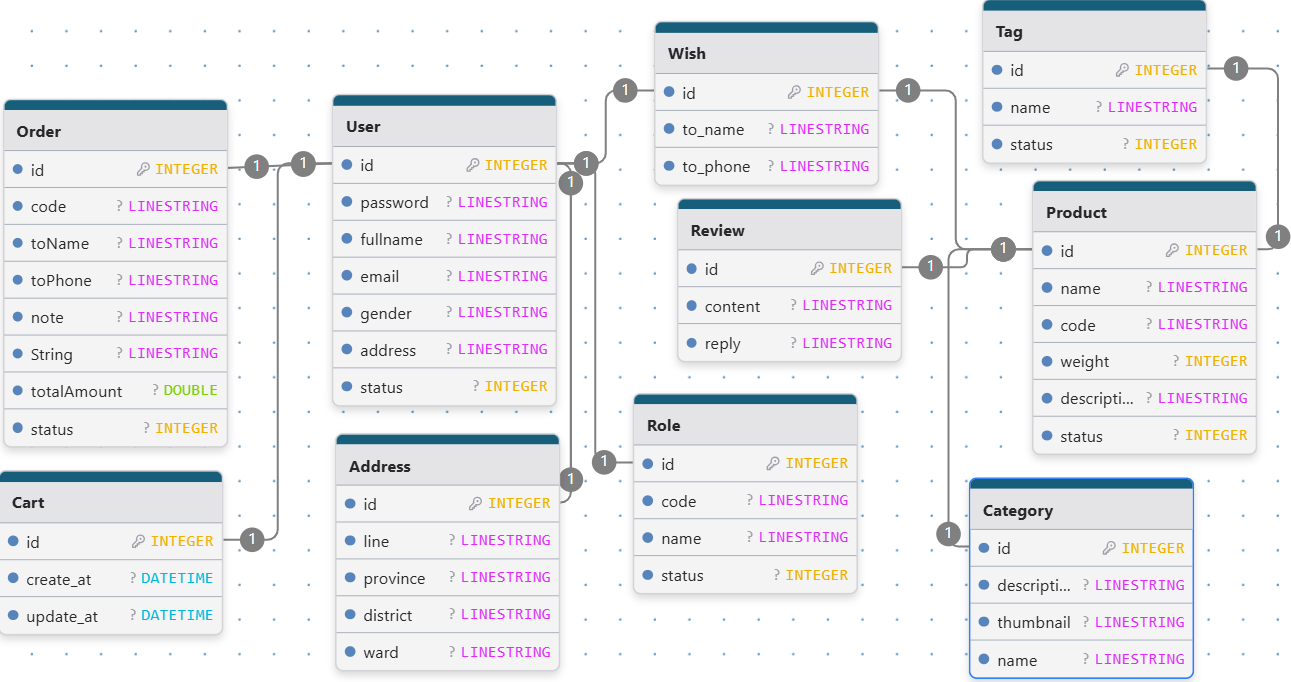 Order
id INTEGER
code ? LINESTRING
toName ? LINESTRING
toPhone ? LINESTRING
note ? LINESTRING
String ? LINESTRING
totalAmount ? DOUBLE
status ? INTEGER
Cart
id INTEGER
create_at ? DATETIME
update_at ? DATETIME
User
id INTEGER
password ? LINESTRING
fullname ? LINESTRING
email ? LINESTRING
gender ? LINESTRING
address ? LINESTRING
status ? INTEGER
Address
id INTEGER
line ? LINESTRING
province ? LINESTRING
district ? LINESTRING
ward ? LINESTRING
Wish
id INTEGER
to_name ? LINESTRING
to_phone ? LINESTRING
Review
id INTEGER
content ? LINESTRING
reply ? LINESTRING
Role
id INTEGER
code ? LINESTRING
name ? LINESTRING
status ? INTEGER
Tag
id INTEGER
name ? LINESTRING
status ? INTEGER
Product
id INTEGER
name ? LINESTRING
code ? LINESTRING
weight ? INTEGER
descripti... ? LINESTRING
status ? INTEGER
Category
id INTEGER
descripti... ? LINESTRING
thumbnail ? LINESTRING
name ? LINESTRING
1
1
1
1
1
1
1
1
1
1
1
1
1
1